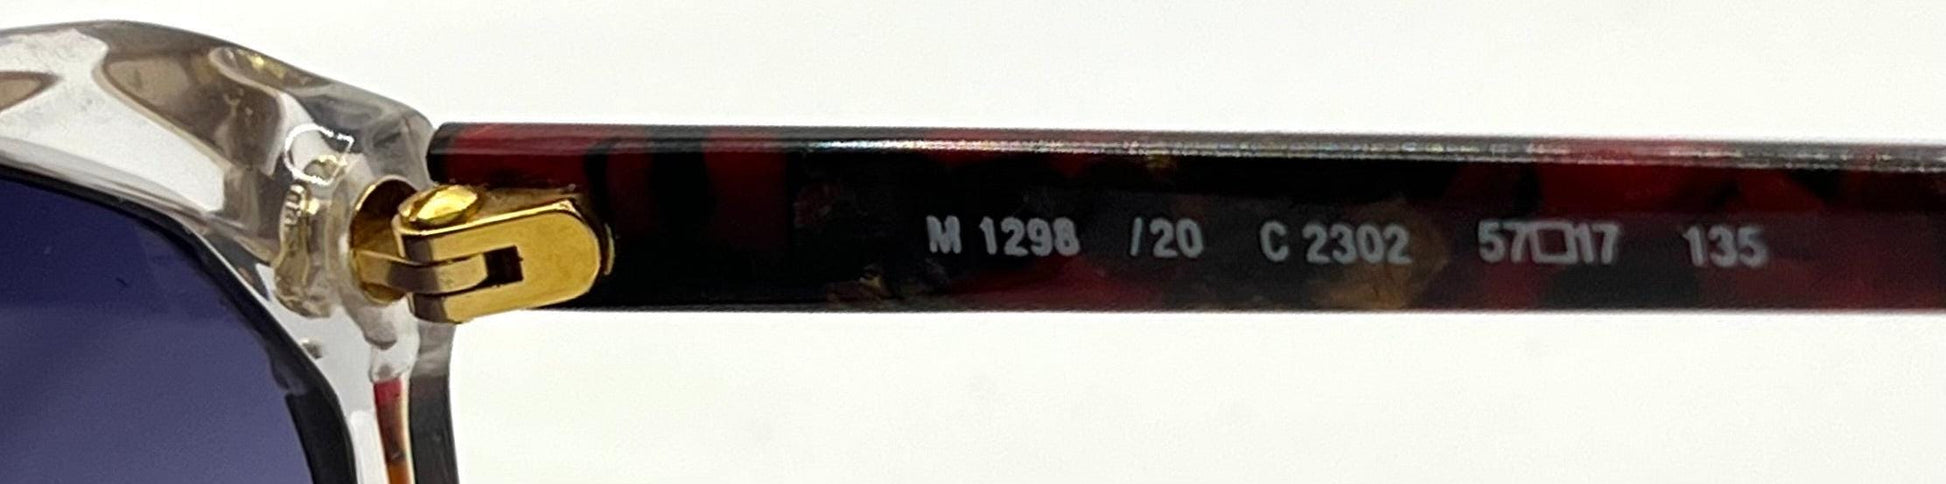 M 1298 /20 C 2302 57□17 135